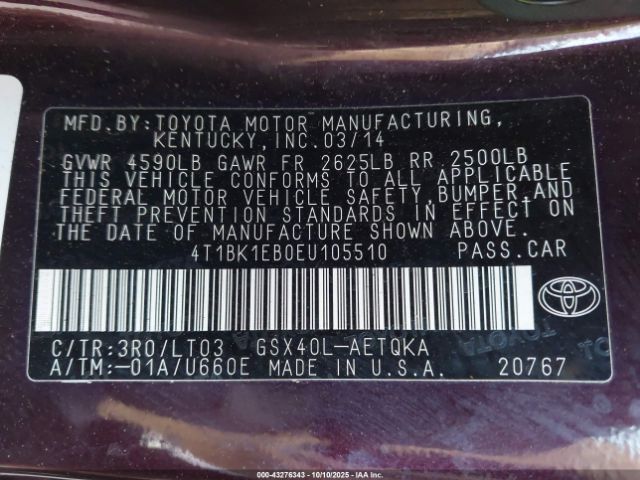 MFD.BY:TOYOTA MOTOR MANUFACTURING,
KENTUCKY,INC.03/14
GVWR 4590LB GAWR FR 2625LB RR 2500LB
THIS VEHICLE CONFORMS TO ALL APPLICABLE
FEDERAL MOTOR VEHICLE SAFETY,BUMPER,AND
THEFT PREVENTION STANDARDS IN EFFECT ON
THE DATE OF MANUFACTURE SHOWN ABOVE.
4T1BK1EB0EU105510 PASS.CAR
C/TR:3R0/LT03 GSX40L-AETQKA
A/TM:-01A/U660E MADE IN U.S.A. 20767
000-43276343 - 10/10/2025 - IAAI.COM